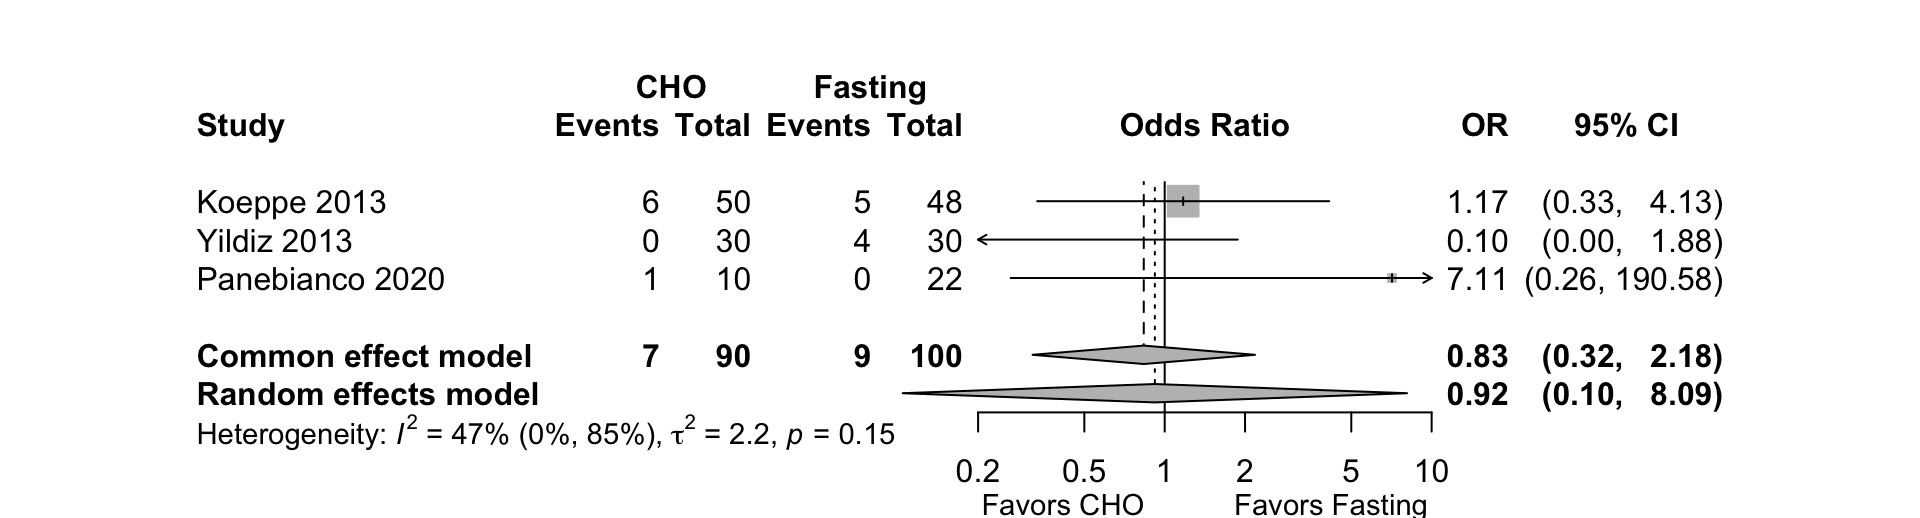 CHO Fasting
Study Events Total Events Total Odds Ratio OR 95% CI
Koeppe 2013 6 50 5 48 1.17 (0.33, 4.13)
Yildiz 2013 0 30 4 30 0.10 (0.00, 1.88)
Panebianco 2020 1 10 0 22 7.11 (0.26, 190.58)
Common effect model 7 90 9 100 0.83 (0.32, 2.18)
Random effects model 0.92 (0.10, 8.09)
Heterogeneity: I² = 47% (0%, 85%), τ² = 2.2, p = 0.15
0.2 0.5 1 2 5 10
Favors CHO Favors Fasting